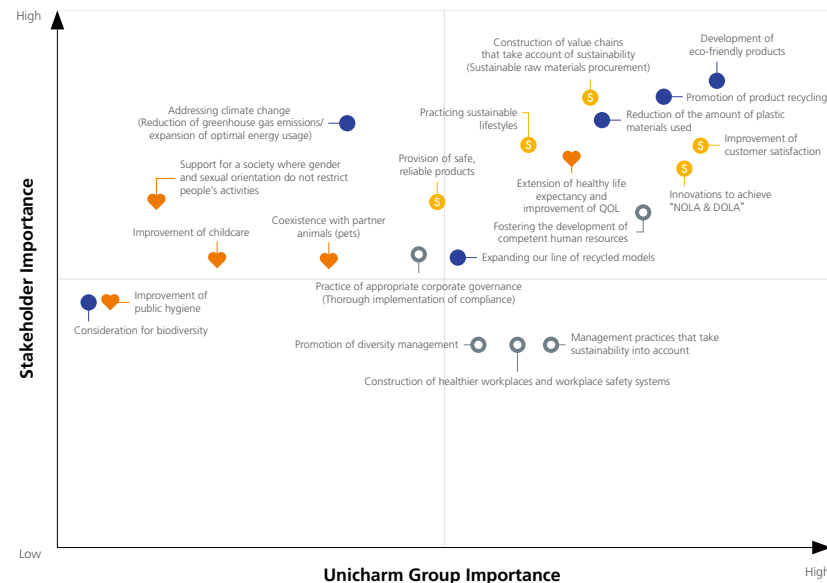 High
Development of
eco-friendly products
Construction of value chains
that take account of sustainability
(Sustainable raw materials procurement)
S
Promotion of product recycling
Addressing climate change
(Reduction of greenhouse gas emissions/
expansion of optimal energy usage)
Practicing sustainable
lifestyles
S
Reduction of the amount of plastic
materials used
S
Improvement of
customer satisfaction
Support for a society where gender
and sexual orientation do not restrict
people's activities
Provision of safe,
reliable products
S
Extension of healthy life
expectancy and
improvement of QOL
S
Innovations to achieve
"NOLA & DOLA"
Improvement of childcare
Coexistence with partner
animals (pets)
Fostering the development of
competent human resources
Expanding our line of recycled models
Practice of appropriate corporate governance
(Thorough implementation of compliance)
Improvement of
public hygiene
Consideration for biodiversity
Promotion of diversity management
Management practices that take
sustainability into account
Construction of healthier workplaces and workplace safety systems
Stakeholder Importance
Low
Unicharm Group Importance
High